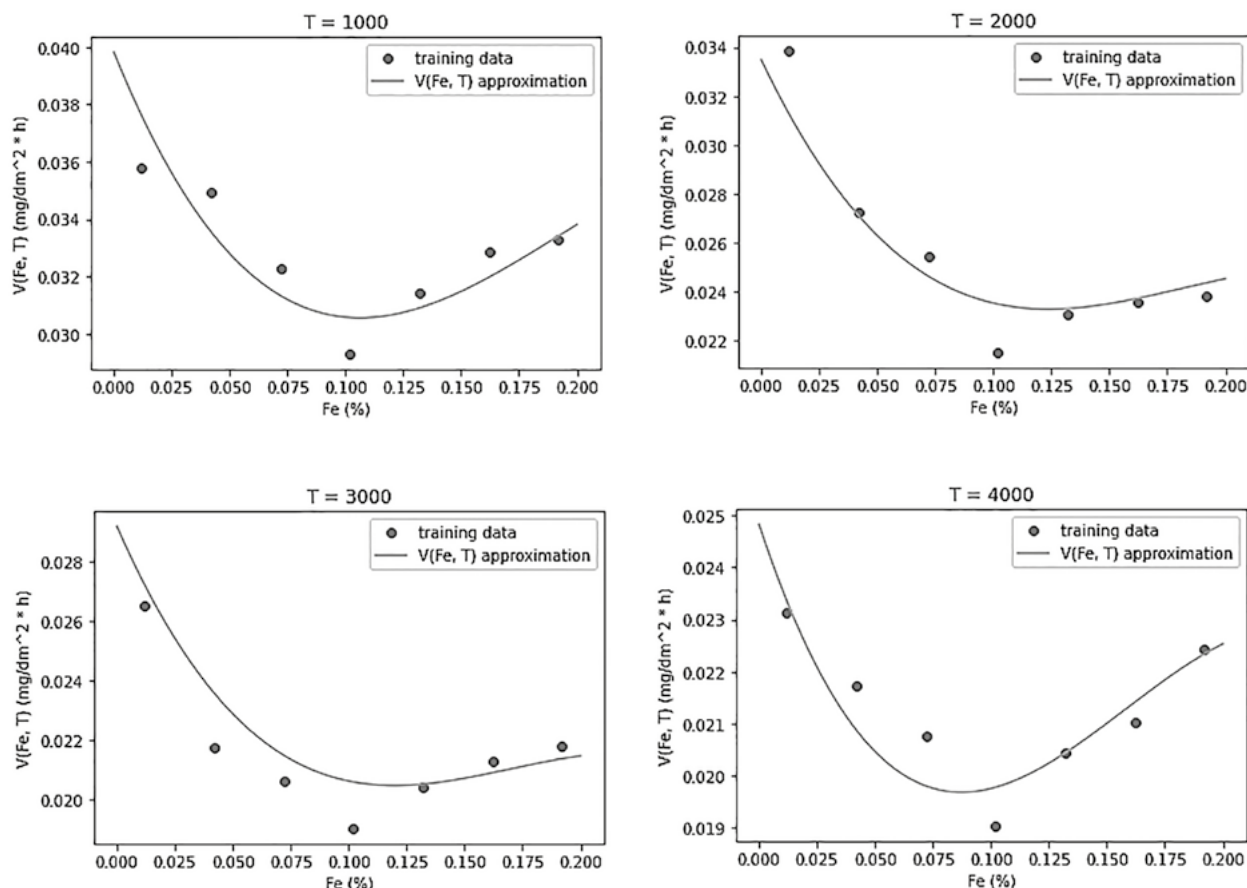 T = 1000
V(Fe, T) (mg/dm^2 * h)
0.040
0.038
0.036
0.034
0.032
0.030
training data
V(Fe, T) approximation
0.000 0.025 0.050 0.075 0.100 0.125 0.150 0.175 0.200
Fe (%)
T = 2000
V(Fe, T) (mg/dm^2 * h)
0.034
0.032
0.030
0.028
0.026
0.024
0.022
training data
V(Fe, T) approximation
0.000 0.025 0.050 0.075 0.100 0.125 0.150 0.175 0.200
Fe (%)
T = 3000
V(Fe, T) (mg/dm^2 * h)
0.028
0.026
0.024
0.022
0.020
training data
V(Fe, T) approximation
0.000 0.025 0.050 0.075 0.100 0.125 0.150 0.175 0.200
Fe (%)
T = 4000
V(Fe, T) (mg/dm^2 * h)
0.025
0.024
0.023
0.022
0.021
0.020
0.019
training data
V(Fe, T) approximation
0.000 0.025 0.050 0.075 0.100 0.125 0.150 0.175 0.200
Fe (%)